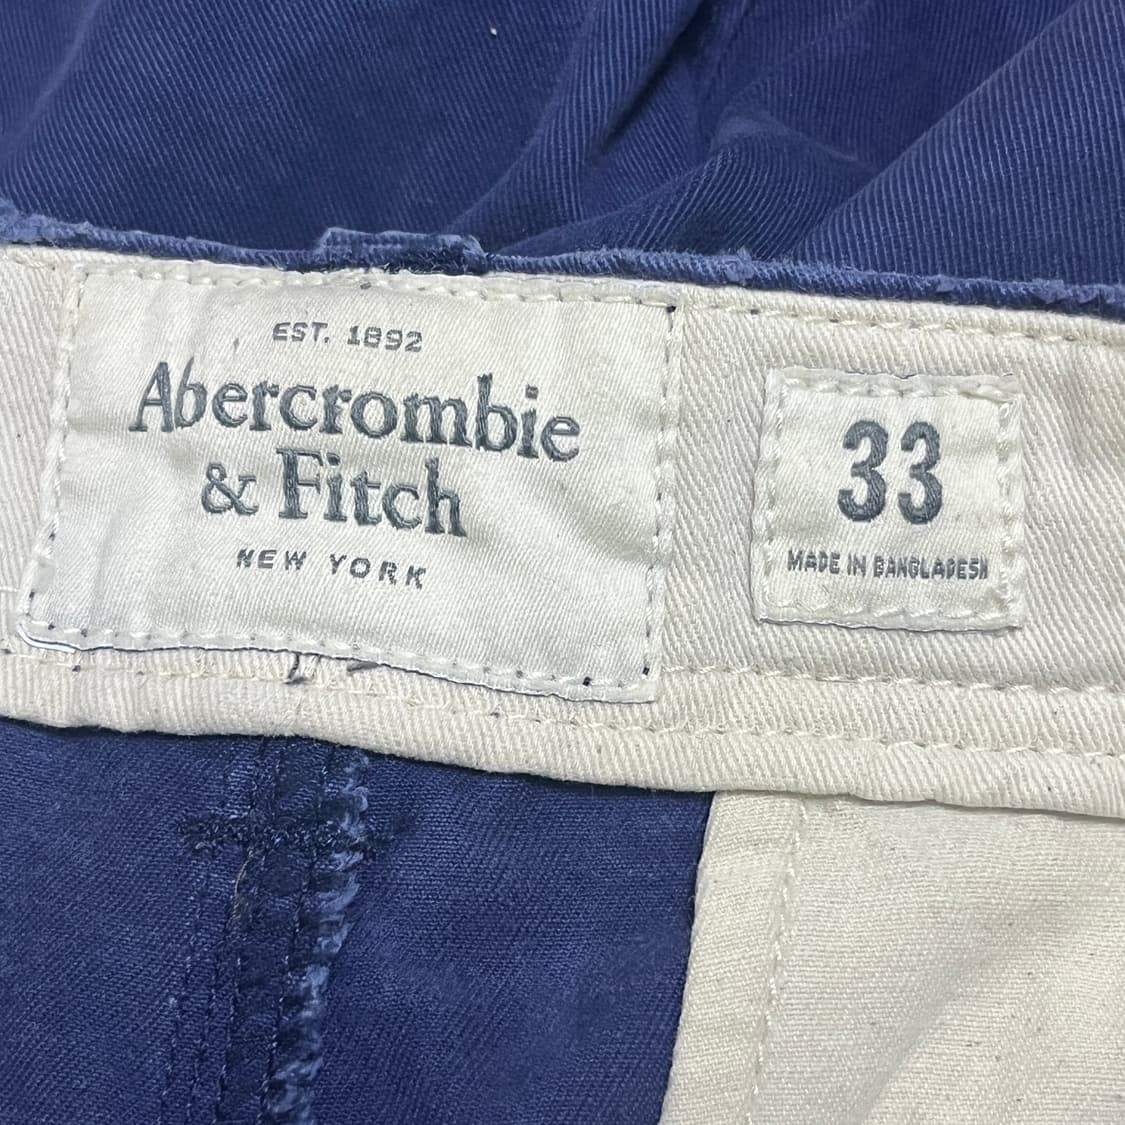 EST. 1892
Abercrombie
& Fitch
NEW YORK
33
MADE IN BANGLADESH